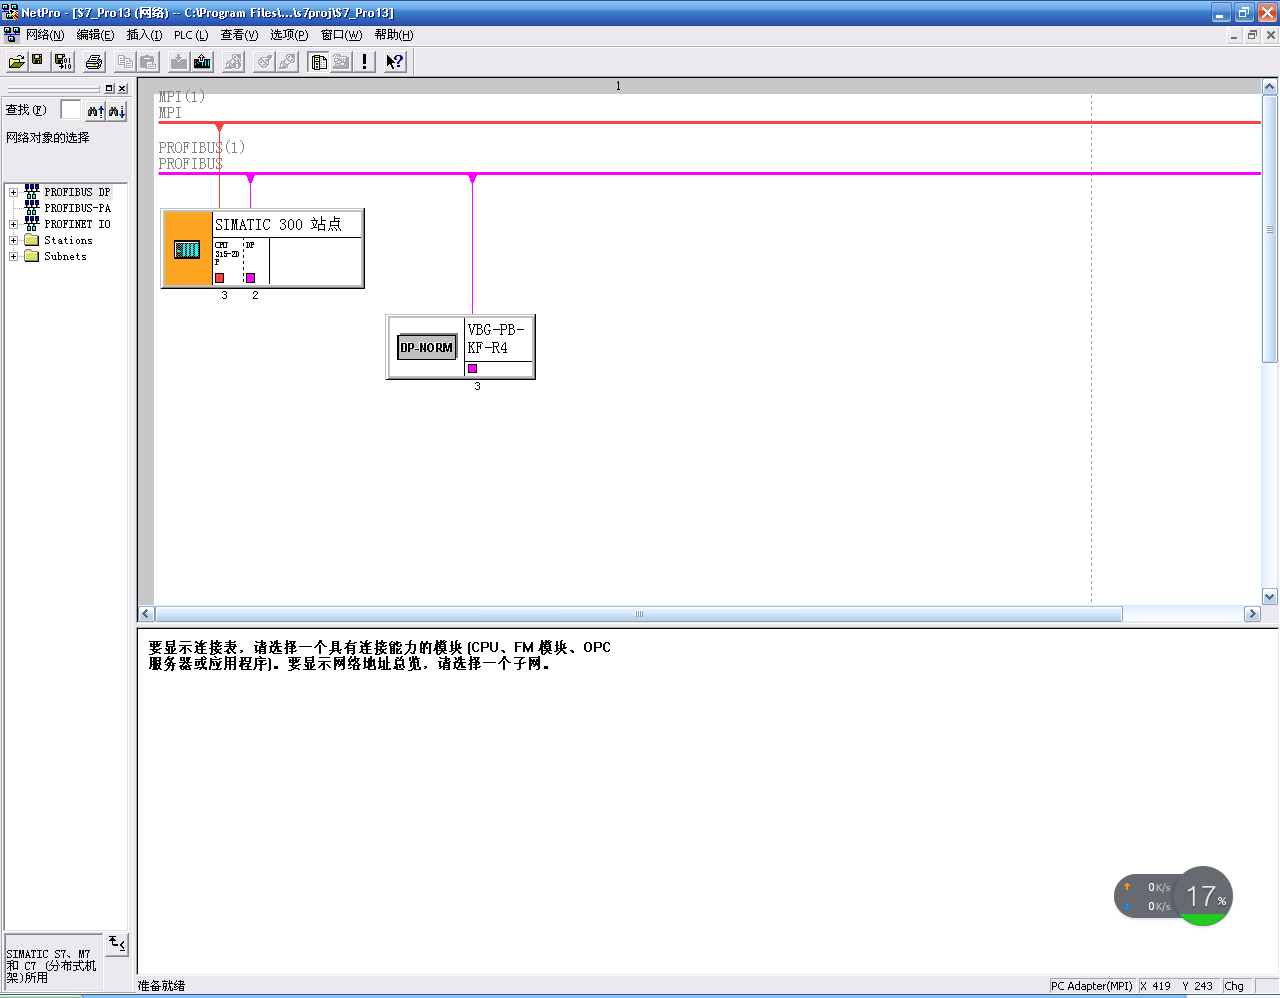 NetPro - [S7_Pro13 (网络) -- C:\Program Files\...\s7proj\S7_Pro13]
网络(N) 编辑(E) 插入(I) PLC(L) 查看(V) 选项(P) 窗口(W) 帮助(H)
查找(F)
网络对象的选择
PROFIBUS DP
PROFIBUS-PA
PROFINET IO
Stations
Subnets
SIMATIC S7、M7
和 C7 (分布式机
架)所用
1
MPI(1)
MPI
PROFIBUS(1)
PROFIBUS
SIMATIC 300 站点
CPU
315-2D
P
DP
3 2
DP-NORM
VBG-PB-
KF-R4
3
要显示连接表，请选择一个具有连接能力的模块 (CPU、FM 模块、OPC
服务器或应用程序)。要显示网络地址总览，请选择一个子网。
0K/s
0K/s
17%
准备就绪
PC Adapter(MPI) X 419 Y 243 Chg